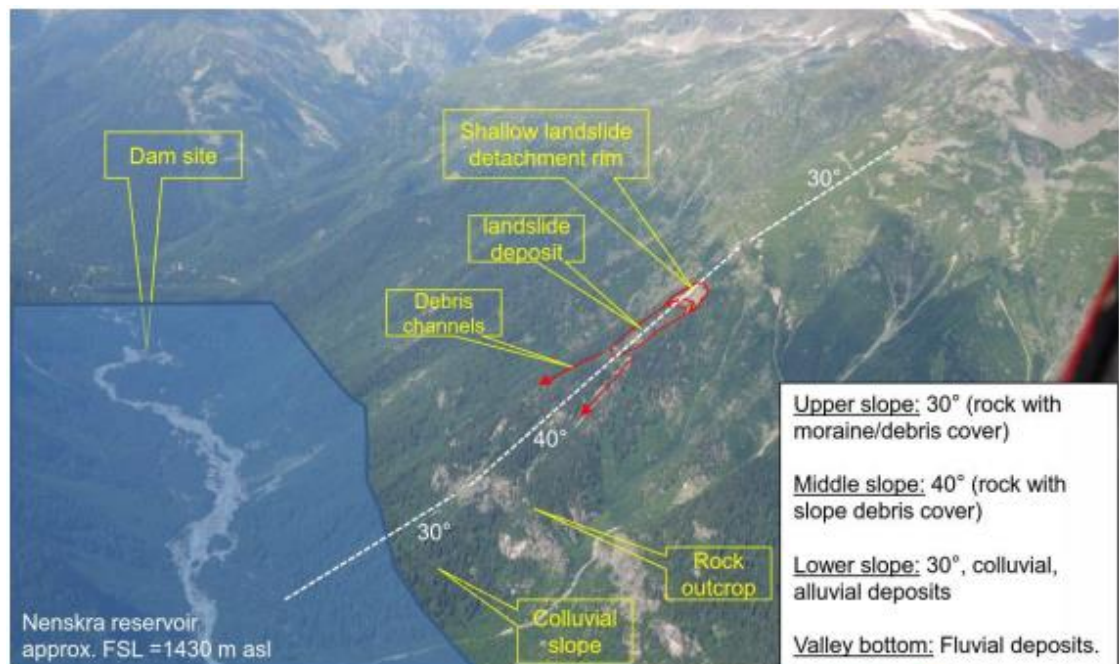 Dam site
Shallow landslide
detachment rim
30°
landslide
deposit
Debris
channels
40°
30°
Rock
outcrop
Colluvial
slope
Nenskra reservoir
approx. FSL =1430 m asl
Upper slope: 30° (rock with
moraine/debris cover)
Middle slope: 40° (rock with
slope debris cover)
Lower slope: 30°, colluvial,
alluvial deposits
Valley bottom: Fluvial deposits.